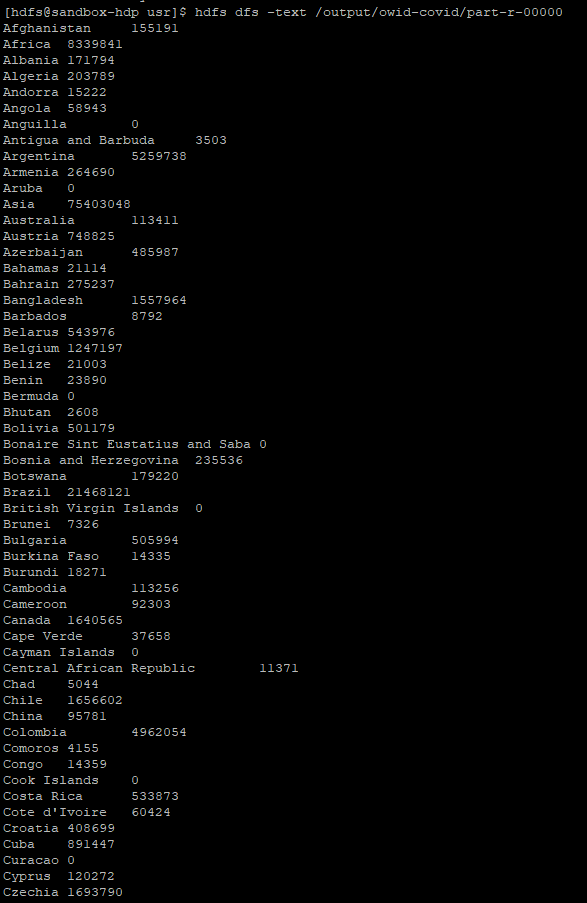 [hdfs@sandbox-hdp usr]$ hdfs dfs -text /output/owid-covid/part-r-00000
Afghanistan 155191
Africa 8339841
Albania 171794
Algeria 203789
Andorra 15222
Angola 58943
Anguilla 0
Antigua and Barbuda 3503
Argentina 5259738
Armenia 264690
Aruba 0
Asia 75403048
Australia 113411
Austria 748825
Azerbaijan 485987
Bahamas 21114
Bahrain 275237
Bangladesh 1557964
Barbados 8792
Belarus 543976
Belgium 1247197
Belize 21003
Benin 23890
Bermuda 0
Bhutan 2608
Bolivia 501179
Bonaire Sint Eustatius and Saba 0
Bosnia and Herzegovina 235536
Botswana 179220
Brazil 21468121
British Virgin Islands 0
Brunei 7326
Bulgaria 505994
Burkina Faso 14335
Burundi 18271
Cambodia 113256
Cameroon 92303
Canada 1640565
Cape Verde 37658
Cayman Islands 0
Central African Republic 11371
Chad 5044
Chile 1656602
China 95781
Colombia 4962054
Comoros 4155
Congo 14359
Cook Islands 0
Costa Rica 533873
Cote d'Ivoire 60424
Croatia 408699
Cuba 891447
Curacao 0
Cyprus 120272
Czechia 1693790